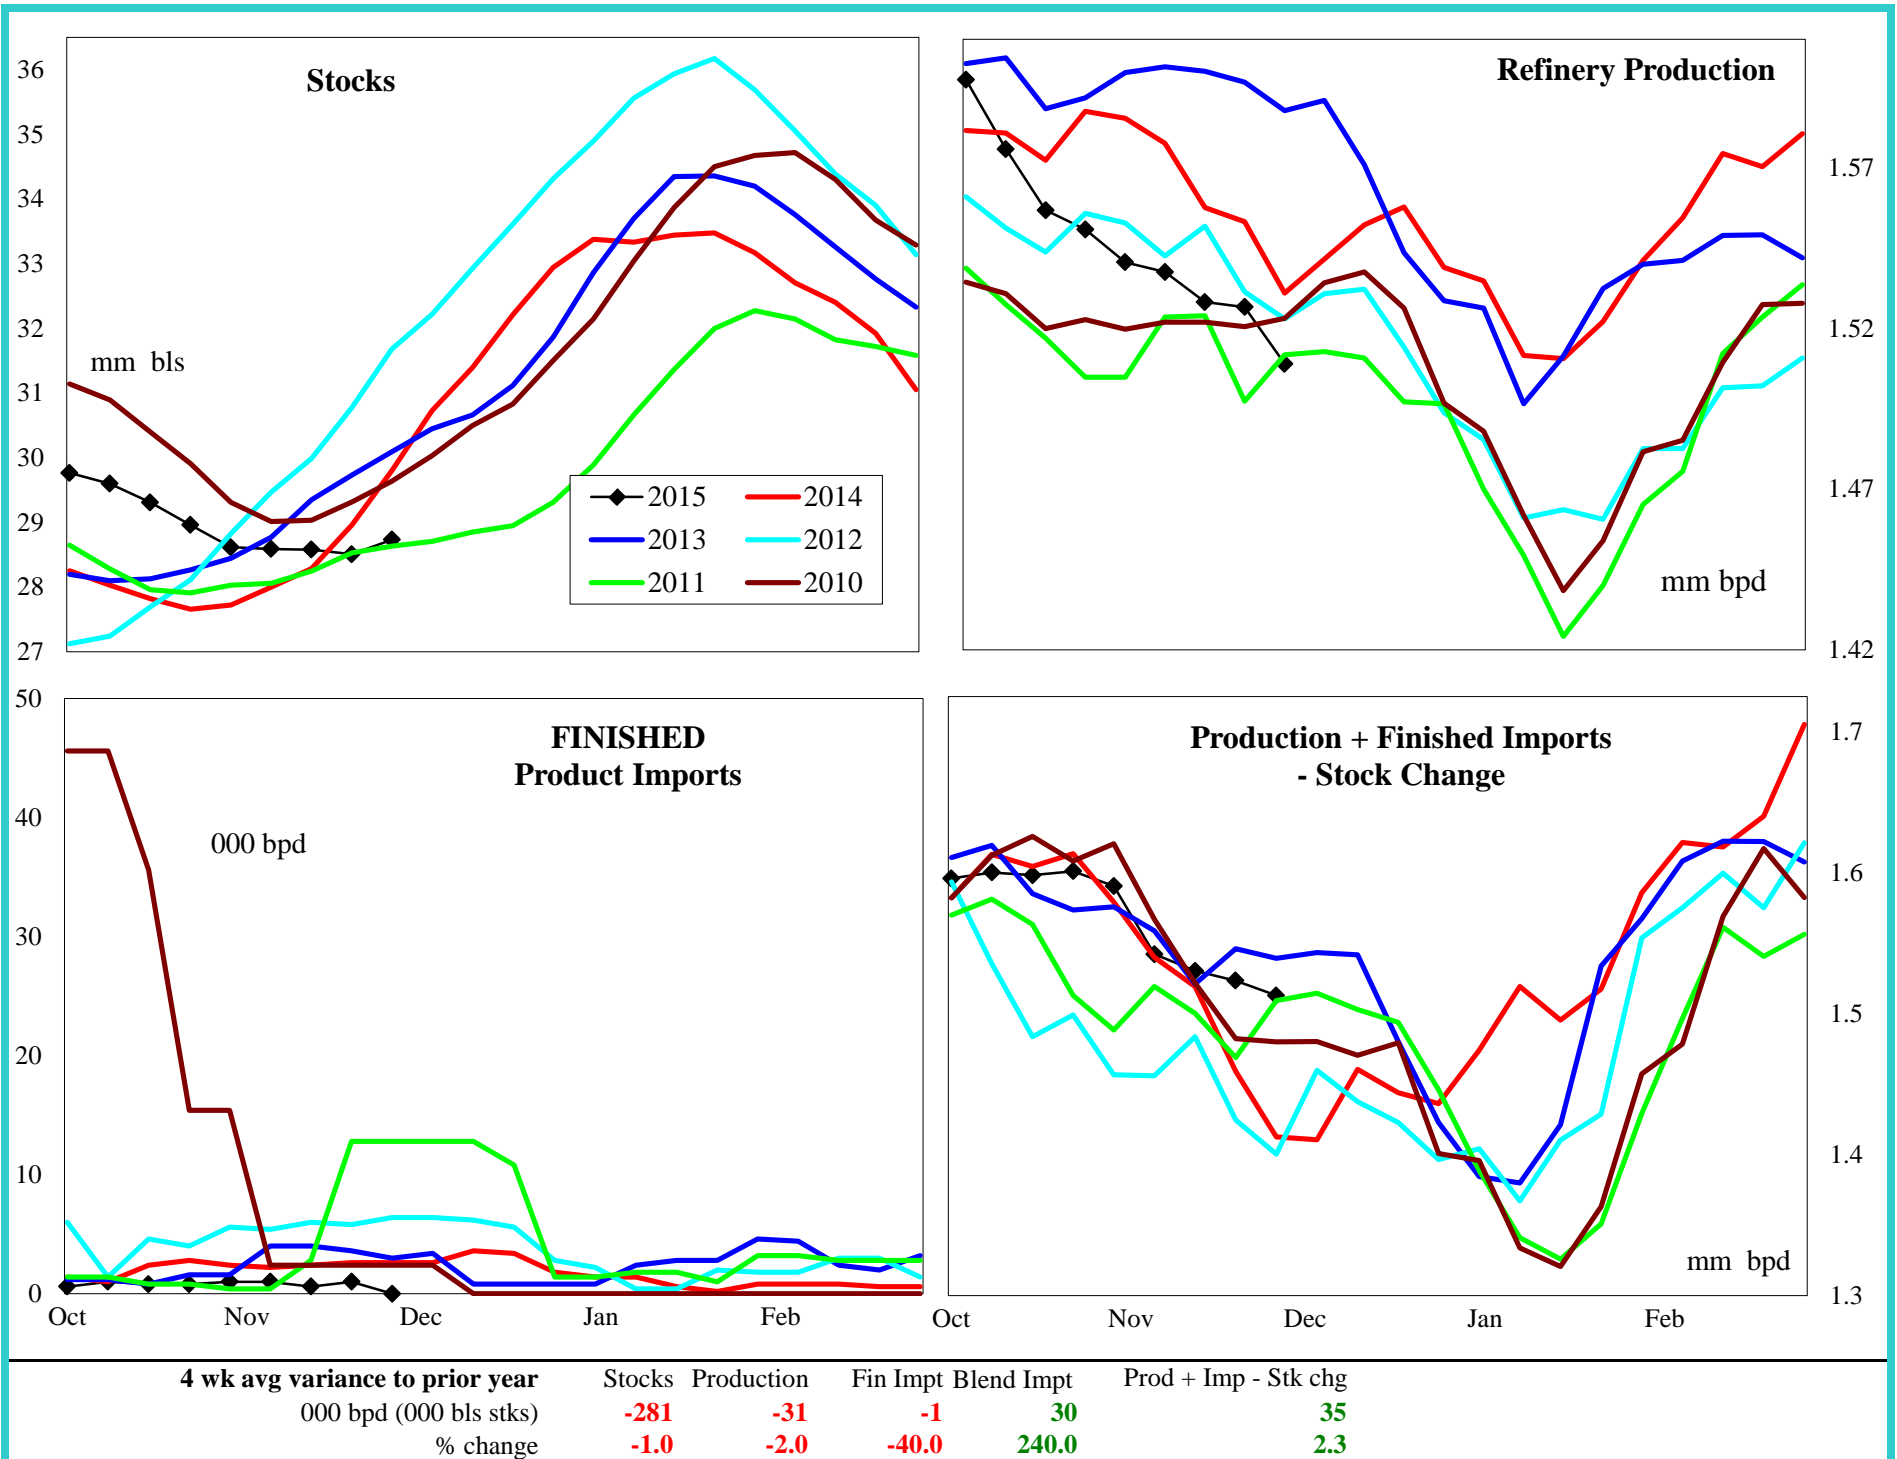 Stocks
36
35
34
33
32
31
30
29
28
27
mm bls
2015
2014
2013
2012
2011
2010
Refinery Production
1.57
1.52
1.47
1.42
mm bpd
FINISHED
Product Imports
50
40
30
20
10
0
000 bpd
Oct Nov Dec Jan Feb
Production + Finished Imports
- Stock Change
1.7
1.6
1.5
1.4
1.3
mm bpd
Oct Nov Dec Jan Feb
4 wk avg variance to prior year Stocks Production Fin Impt Blend Impt Prod + Imp - Stk chg
000 bpd (000 bls stks) -281 -31 -1 30 35
% change -1.0 -2.0 -40.0 240.0 2.3